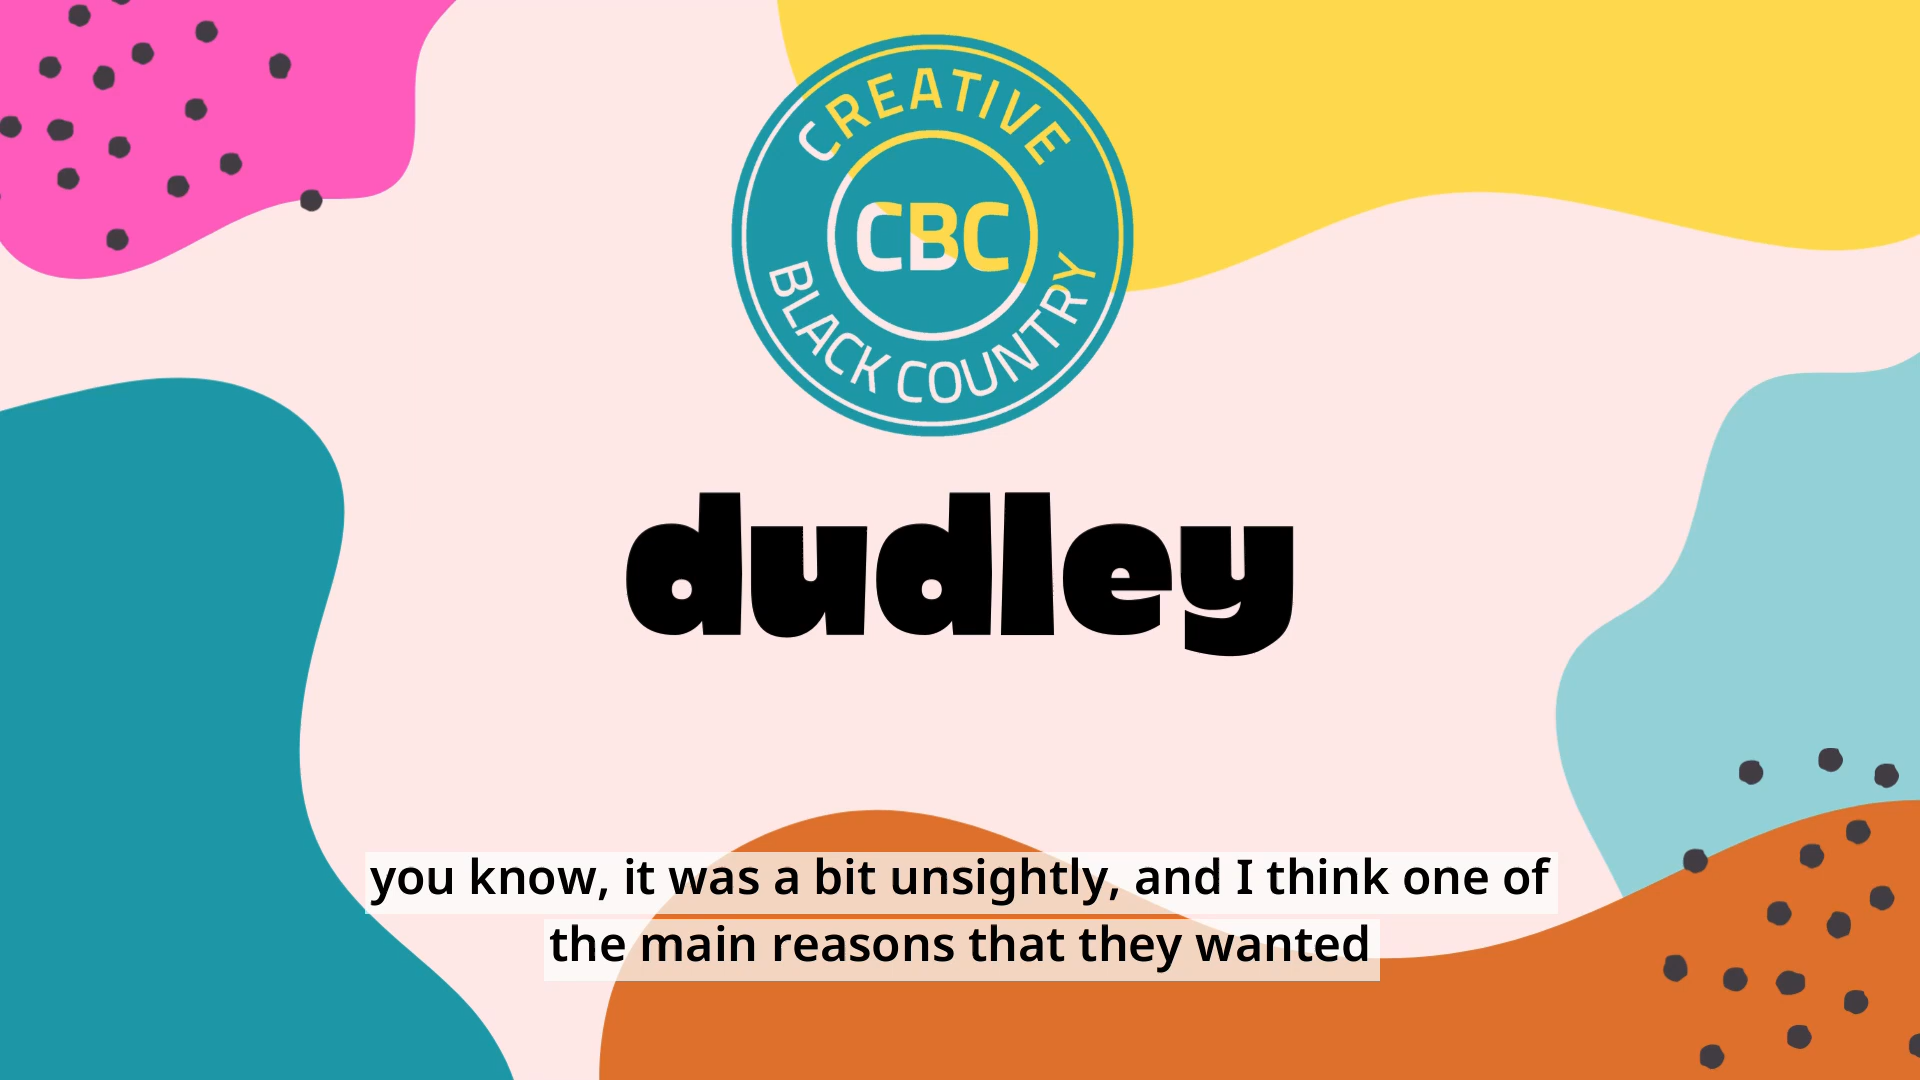 CREATIVE
CBC
BLACK COUNTRY
dudley
you know, it was a bit unsightly, and I think one of
the main reasons that they wanted